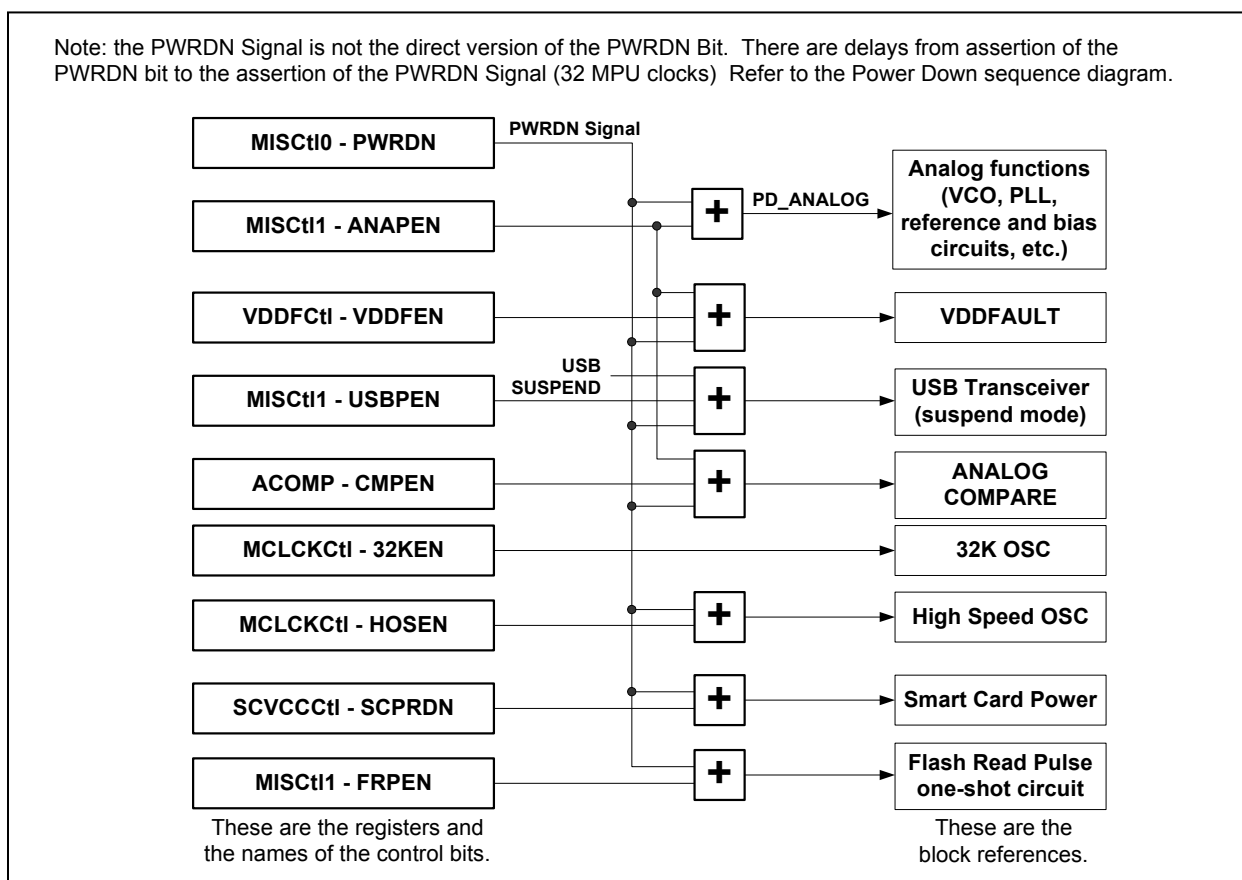 Note: the PWRDN Signal is not the direct version of the PWRDN Bit. There are delays from assertion of the
PWRDN bit to the assertion of the PWRDN Signal (32 MPU clocks) Refer to the Power Down sequence diagram.
MISCtl0 - PWRDN
PWRDN Signal
MISCtl1 - ANAPEN
+
PD_ANALOG
Analog functions
(VCO, PLL,
reference and bias
circuits, etc.)
VDDFCtl - VDDFEN
+
VDDFAULT
MISCtl1 - USBPEN
USB
SUSPEND
+
USB Transceiver
(suspend mode)
ACOMP - CMPEN
+
ANALOG
COMPARE
MCLCKCtl - 32KEN
32K OSC
MCLCKCtl - HOSEN
+
High Speed OSC
SCVCCCtl - SCPRDN
+
Smart Card Power
MISCtl1 - FRPEN
+
Flash Read Pulse
one-shot circuit
These are the registers and
the names of the control bits.
These are the
block references.